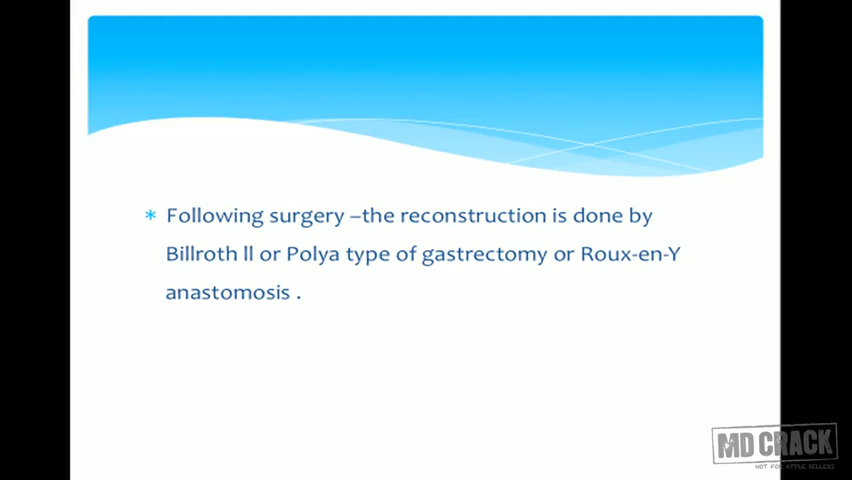 * Following surgery –the reconstruction is done by
Billroth ll or Polya type of gastrectomy or Roux-en-Y
anastomosis .
MD CRACK
NOT FOR APPLE SELLERS